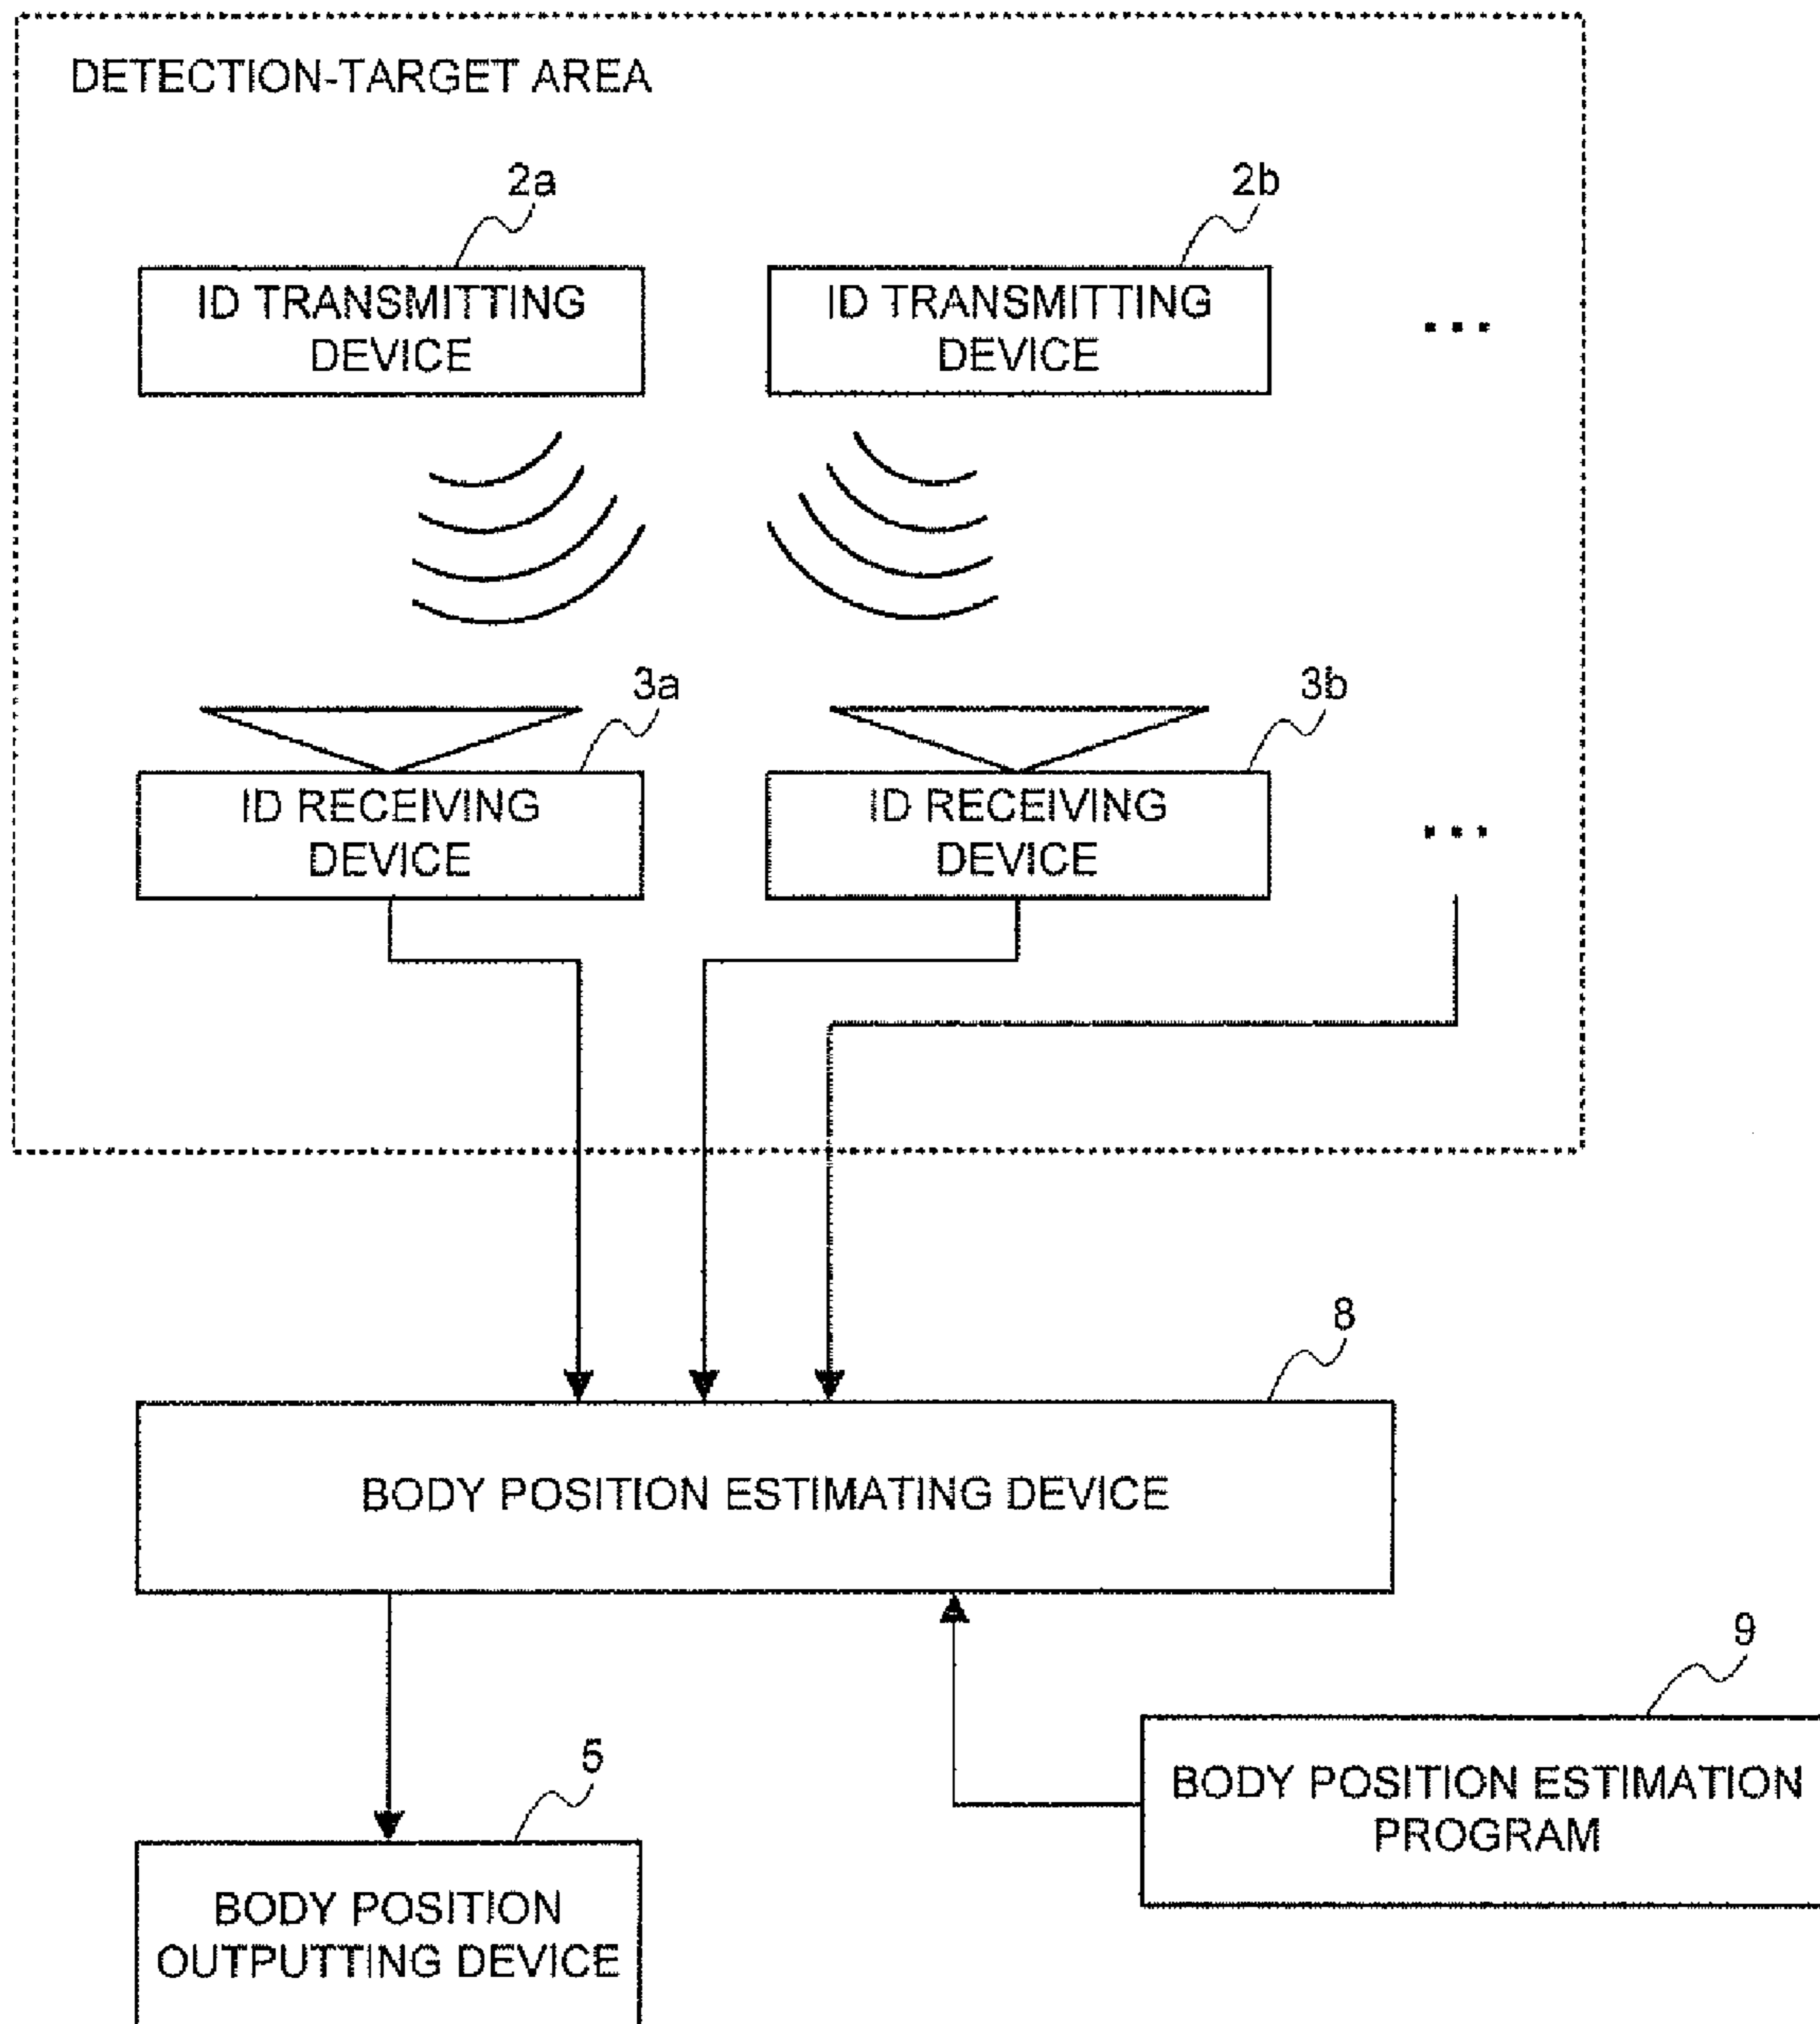 DETECTION-TARGET AREA
2a
2b
ID TRANSMITTING
DEVICE
ID TRANSMITTING
DEVICE
...
3a
3b
ID RECEIVING
DEVICE
ID RECEIVING
DEVICE
...
8
BODY POSITION ESTIMATING DEVICE
9
BODY POSITION ESTIMATION
PROGRAM
5
BODY POSITION
OUTPUTTING DEVICE